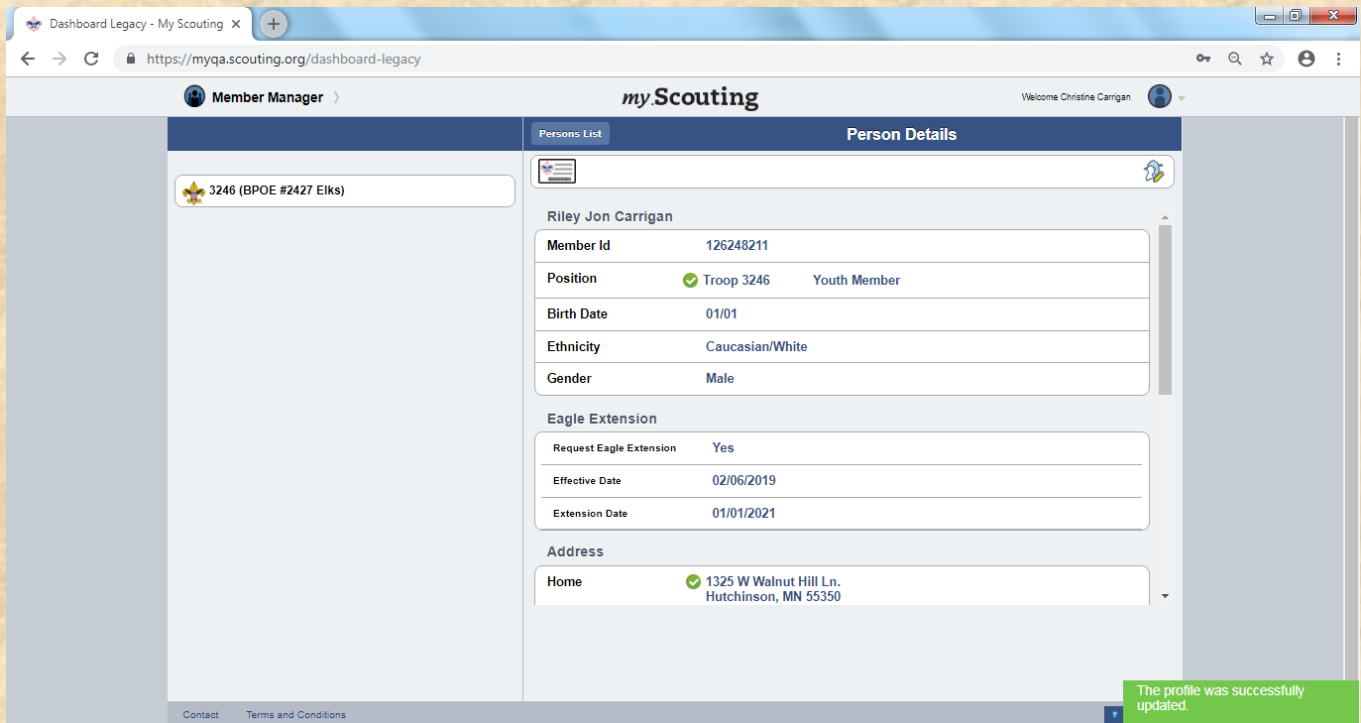 Dashboard Legacy - My Scouting
https://myqa.scouting.org/dashboard-legacy
Member Manager
my.Scouting
Welcome Christine Carrigan
Persons List
Person Details
3246 (BPOE #2427 Elks)
Riley Jon Carrigan
Member Id 126248211
Position Troop 3246 Youth Member
Birth Date 01/01
Ethnicity Caucasian/White
Gender Male
Eagle Extension
Request Eagle Extension Yes
Effective Date 02/06/2019
Extension Date 01/01/2021
Address
Home 1325 W Walnut Hill Ln.
Hutchinson, MN 55350
The profile was successfully
updated.
Contact Terms and Conditions ?